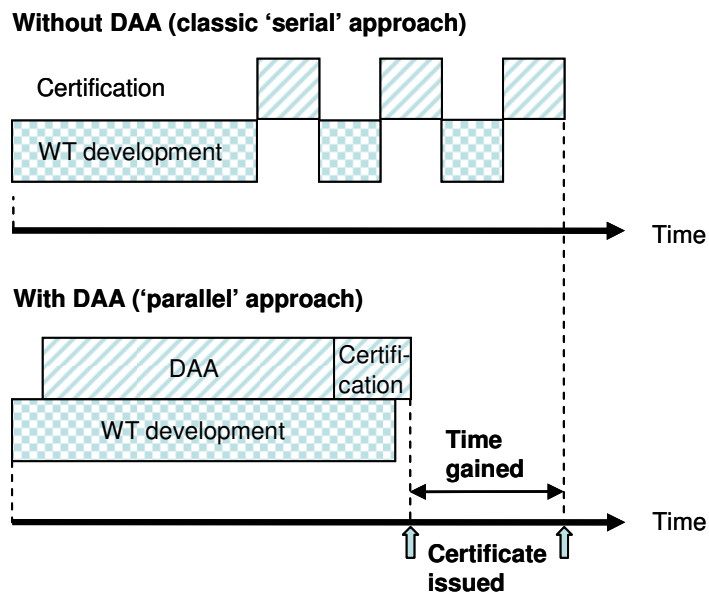 Without DAA (classic ‘serial’ approach)
Certification
WT development
Time
With DAA (‘parallel’ approach)
DAA
Certifi-
cation
WT development
Time
gained
Time
Certificate
issued